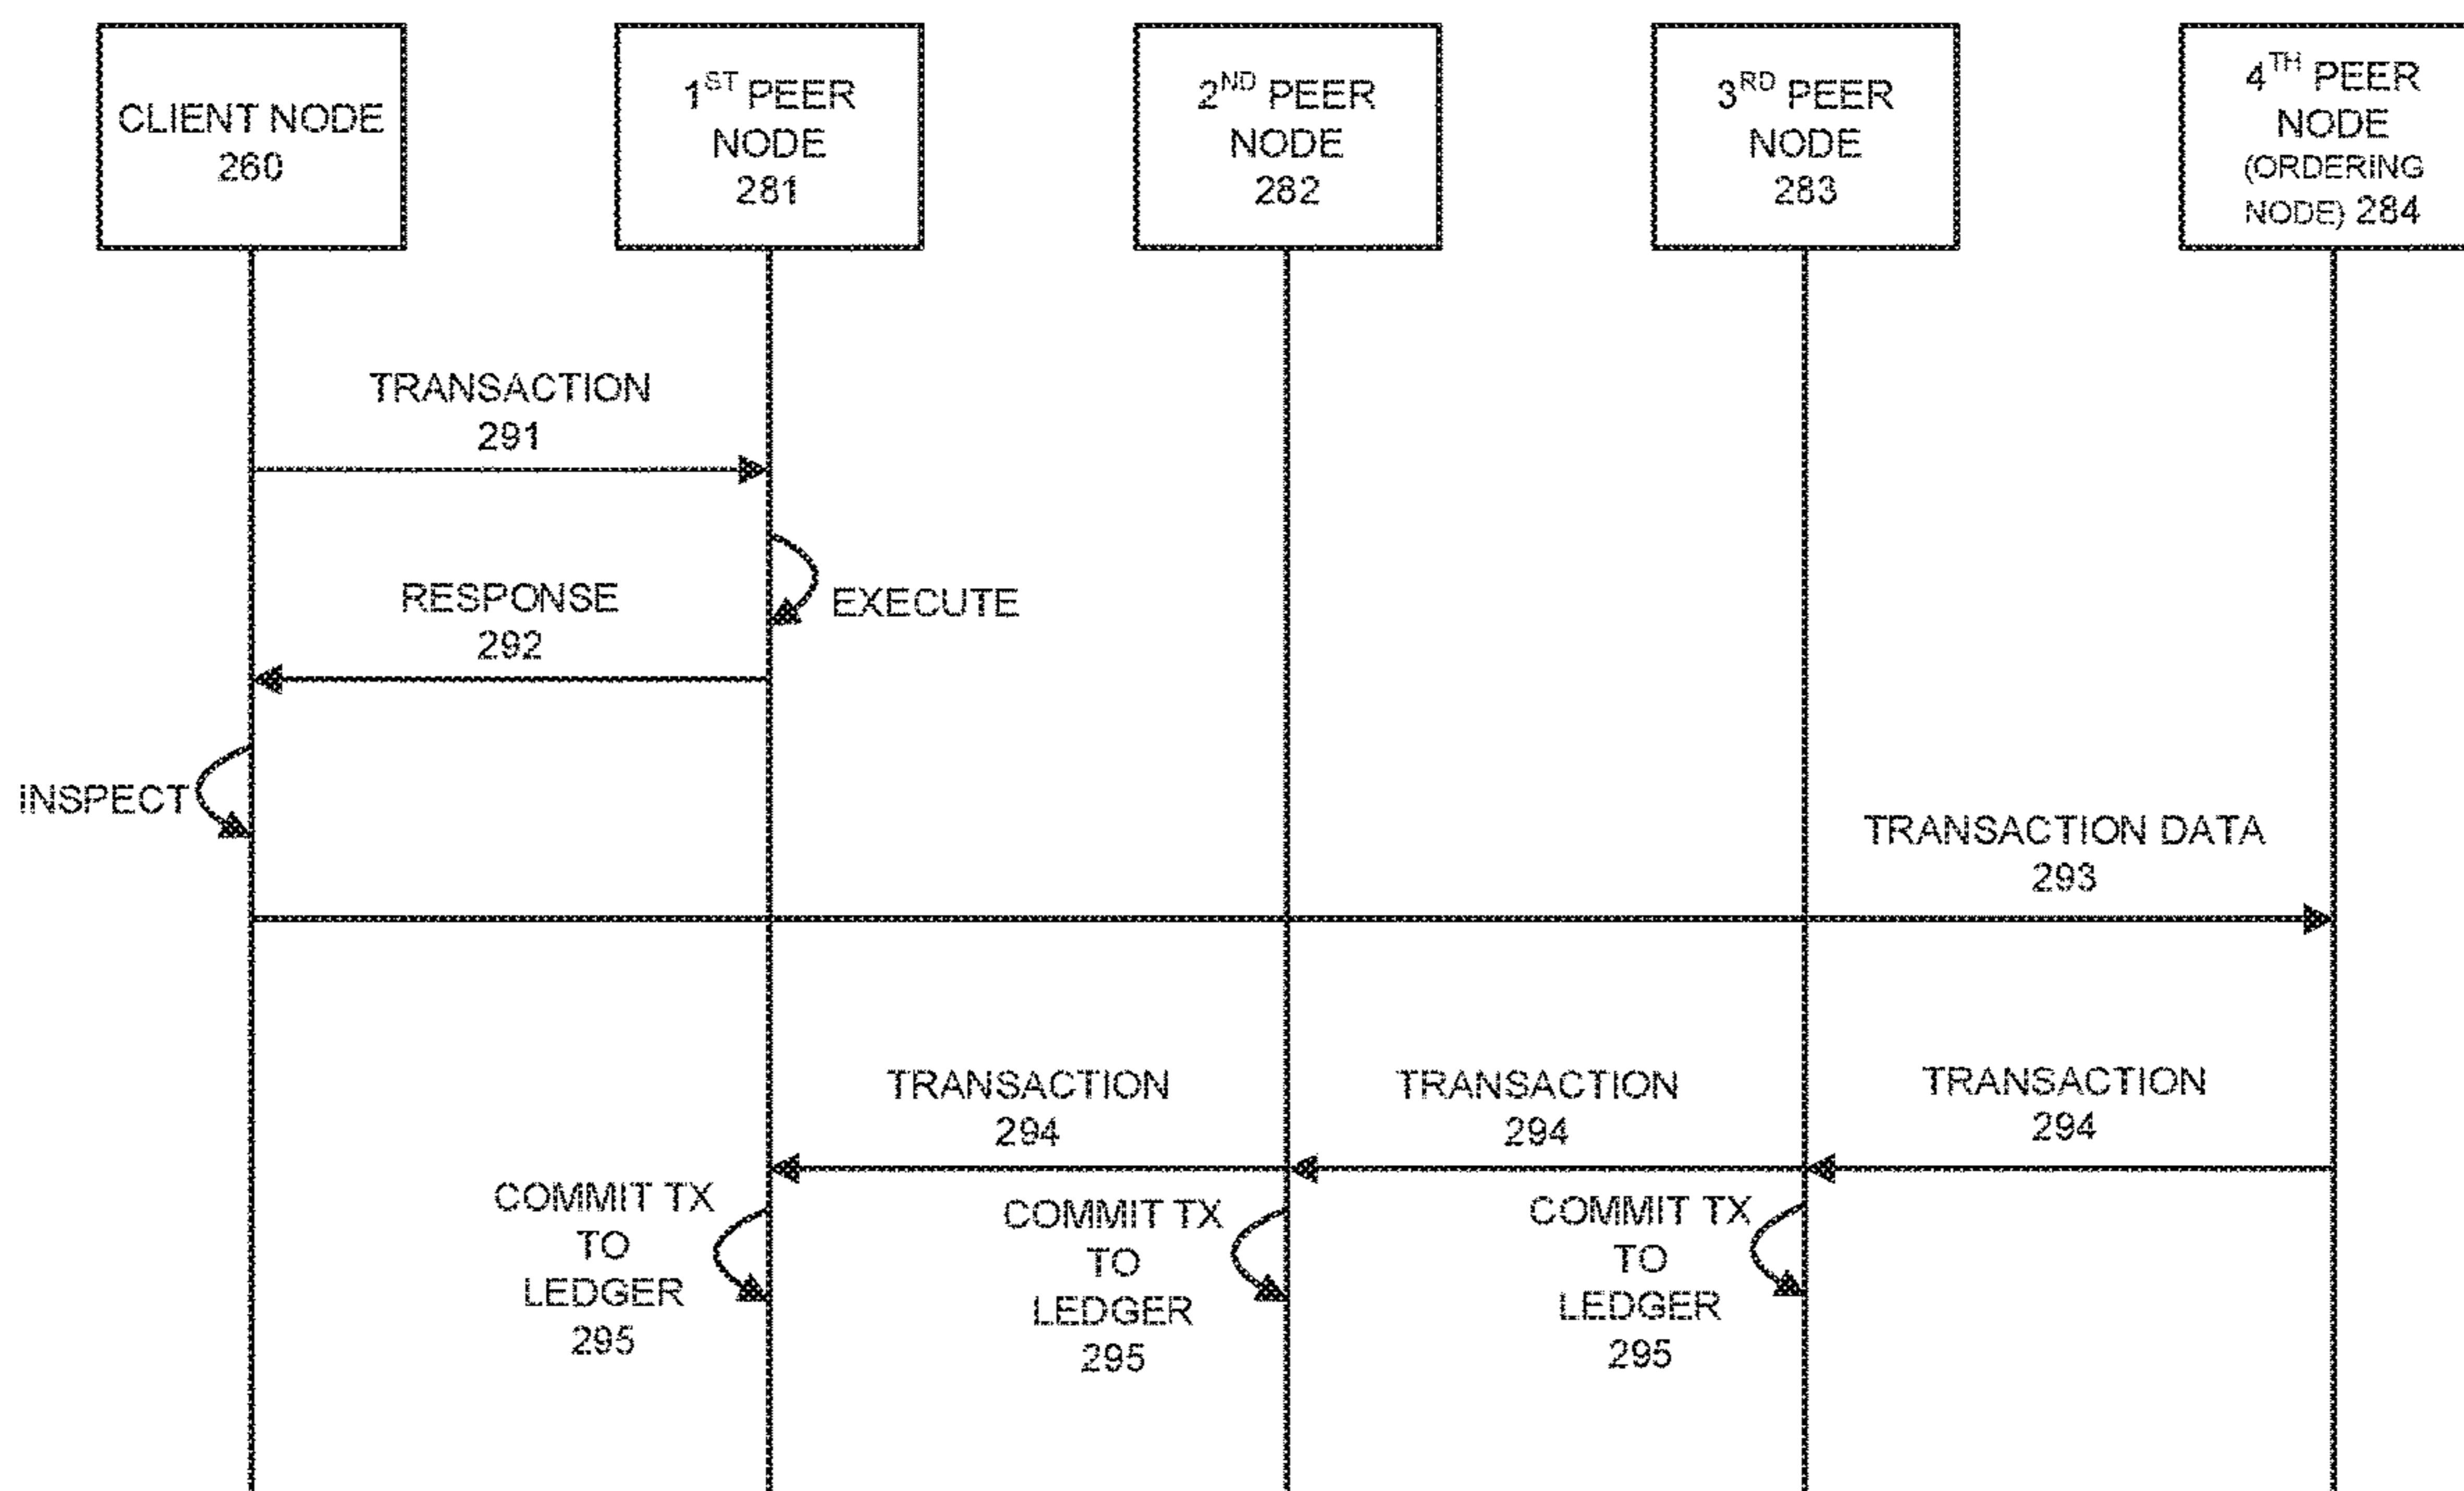 CLIENT NODE
260
1ST PEER
NODE
281
2ND PEER
NODE
282
3RD PEER
NODE
283
4TH PEER
NODE
(ORDERING
NODE) 284
TRANSACTION
291
EXECUTE
RESPONSE
292
INSPECT
TRANSACTION DATA
293
TRANSACTION
294
TRANSACTION
294
TRANSACTION
294
COMMIT TX
TO
LEDGER
295
COMMIT TX
TO
LEDGER
295
COMMIT TX
TO
LEDGER
295